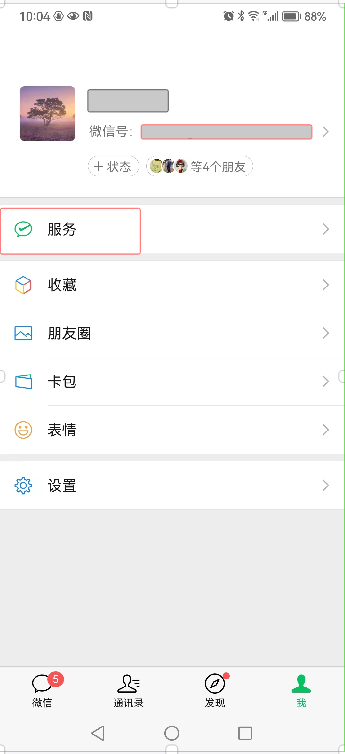 10:04 88%
微信号：
+ 状态 等4个朋友
服务
收藏
朋友圈
卡包
表情
设置
5
微信 通讯录 发现 我